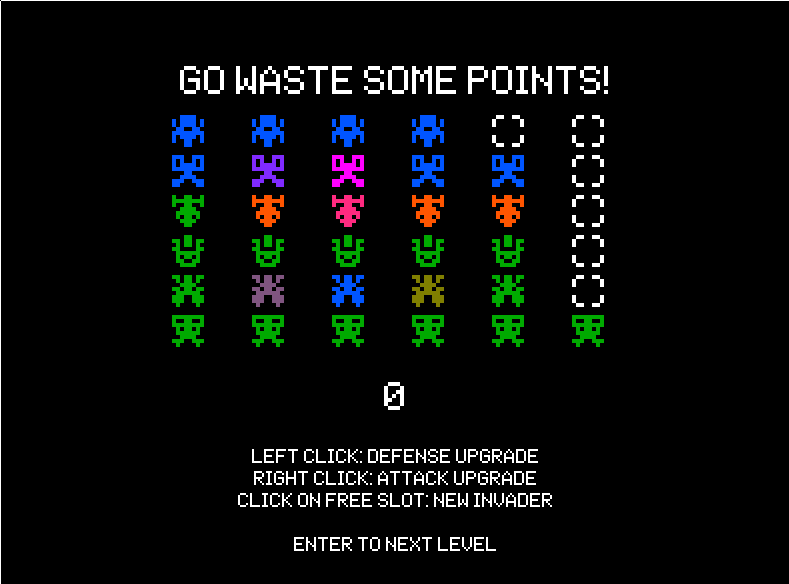 GO WASTE SOME POINTS!
0
LEFT CLICK: DEFENSE UPGRADE
RIGHT CLICK: ATTACK UPGRADE
CLICK ON FREE SLOT: NEW INVADER
ENTER TO NEXT LEVEL